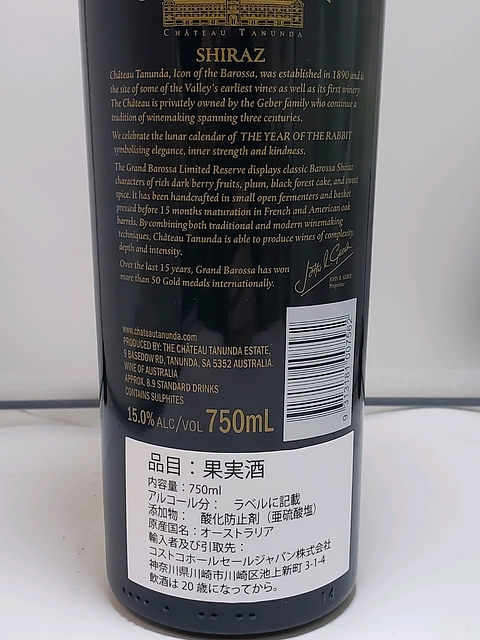 CHÂTEAU TANUNDA
SHIRAZ
Château Tanunda, Icon of the Barossa, was established in 1890 and is
the site of some of the Valley's earliest vines as well as its first winery.
The Château is privately owned by the Geber family who continue a
tradition of winemaking spanning three centuries.
We celebrate the lunar calendar of THE YEAR OF THE RABBIT
symbolising elegance, inner strength and kindness.
The Grand Barossa Limited Reserve displays classic Barossa Shiraz
characters of rich dark berry fruits, plum, black forest cake, and sweet
spice. It has been handcrafted in small open fermenters and basket
pressed before 15 months maturation in French and American oak
barrels. By combining both traditional and modern winemaking
techniques, Château Tanunda is able to produce wines of complexity,
depth and intensity.
Over the last 15 years, Grand Barossa has won
more than 50 Gold medals internationally.
JOHN R. GEBER
Proprietor
www.chateautanunda.com
PRODUCED BY: THE CHÂTEAU TANUNDA ESTATE,
9 BASEDOW RD, TANUNDA, SA 5352 AUSTRALIA.
WINE OF AUSTRALIA
APPROX. 8.9 STANDARD DRINKS
CONTAINS SULPHITES
15.0% ALC/VOL 750mL
品目：果実酒
内容量：750ml
アルコール分： ラベルに記載
添加物： 酸化防止剤（亜硫酸塩）
原産国名：オーストラリア
輸入者及び引取先：
コストコホールセールジャパン株式会社
神奈川県川崎市川崎区池上新町 3-1-4
飲酒は 20 歳になってから。
14